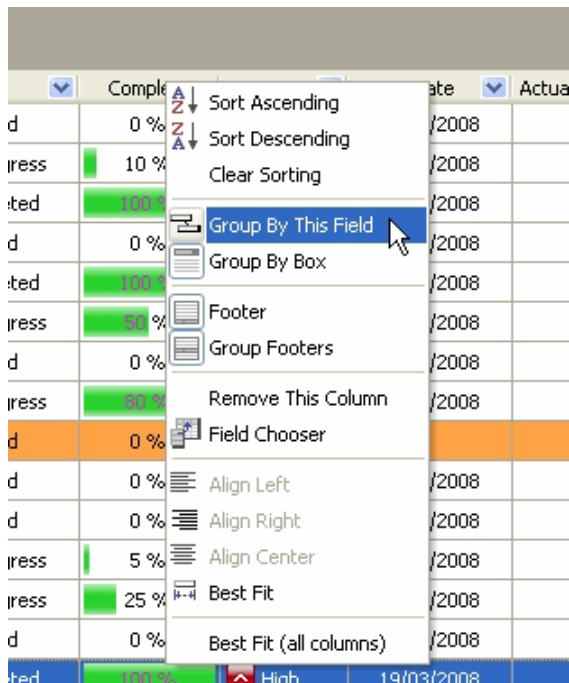 Comple ate Actua
d 0 % /2008
ress 10 % /2008
ted 100 % /2008
d 0 % /2008
ted 100 % /2008
ress 50 % /2008
d 0 % /2008
ress 80 % /2008
d 0 %
d 0 % /2008
d 0 % /2008
ress 5 % /2008
ress 25 % /2008
d 0 % /2008
ted 100 % High 19/03/2008
Sort Ascending
Sort Descending
Clear Sorting
Group By This Field
Group By Box
Footer
Group Footers
Remove This Column
Field Chooser
Align Left
Align Right
Align Center
Best Fit
Best Fit (all columns)